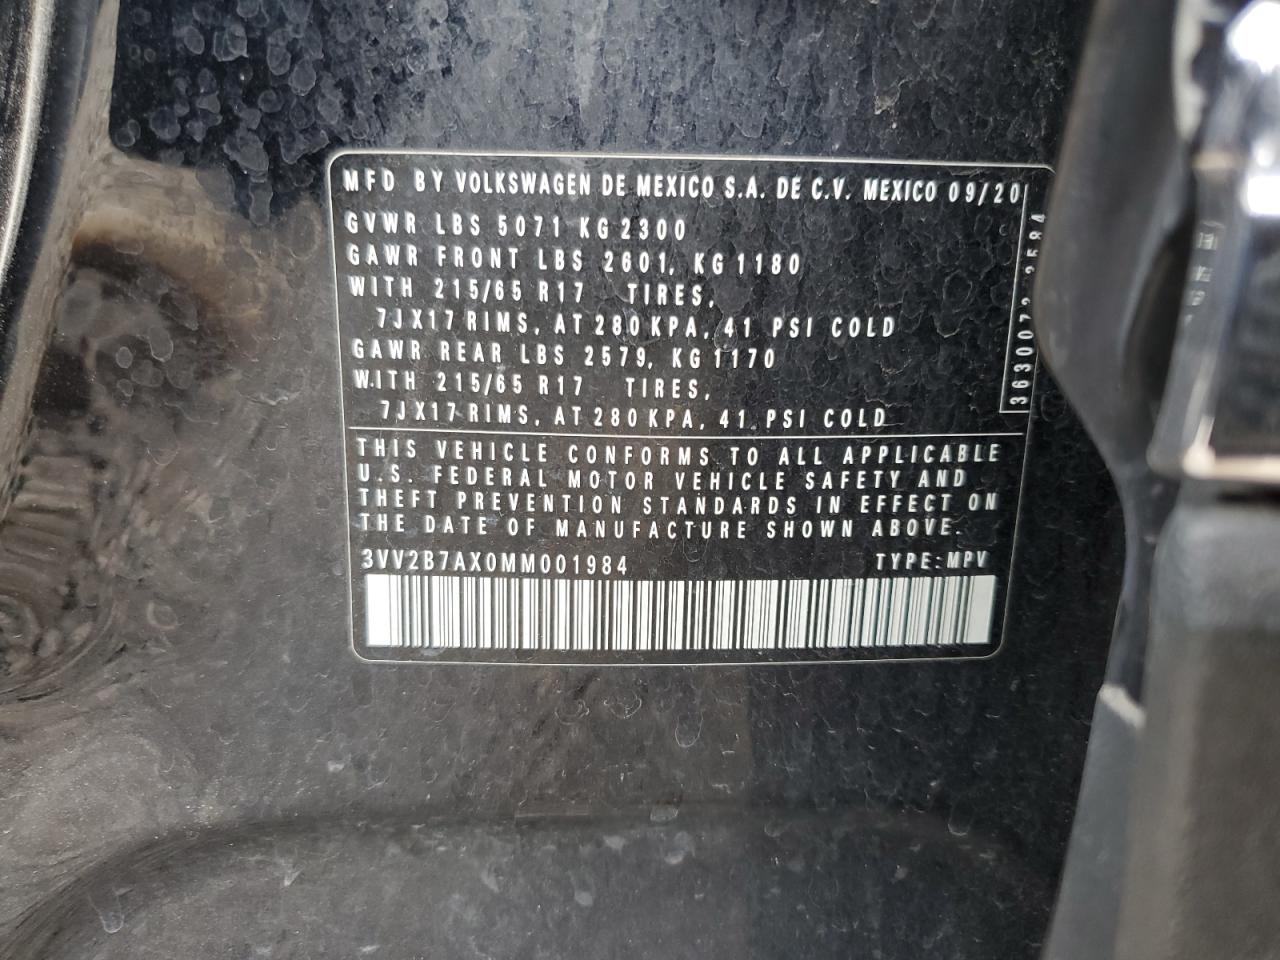 MFD BY VOLKSWAGEN DE MEXICO S.A. DE C.V. MEXICO 09/20
GVWR LBS 5071 KG 2300
GAWR FRONT LBS 2601, KG 1180
WITH 215/65 R17 TIRES,
7JX17 RIMS, AT 280 KPA, 41 PSI COLD
GAWR REAR LBS 2579, KG 1170
WITH 215/65 R17 TIRES,
7JX17 RIMS, AT 280 KPA, 41 PSI COLD
THIS VEHICLE CONFORMS TO ALL APPLICABLE
U.S. FEDERAL MOTOR VEHICLE SAFETY AND
THEFT PREVENTION STANDARDS IN EFFECT ON
THE DATE OF MANUFACTURE SHOWN ABOVE.
3VV2B7AX0MM001984 TYPE: MPV